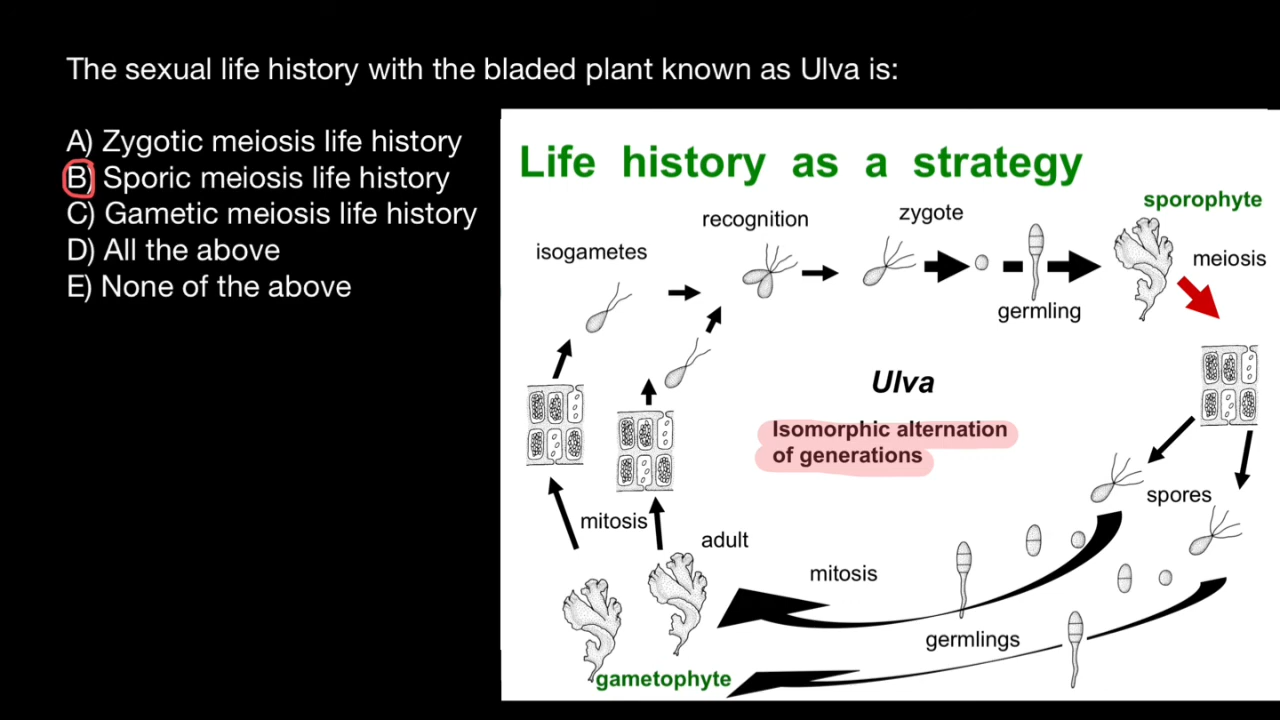 The sexual life history with the bladed plant known as Ulva is:
A) Zygotic meiosis life history
B) Sporic meiosis life history
C) Gametic meiosis life history
D) All the above
E) None of the above
Life history as a strategy
sporophyte
recognition
zygote
isogametes
meiosis
germling
Ulva
Isomorphic alternation
of generations
spores
mitosis
adult
mitosis
germlings
gametophyte